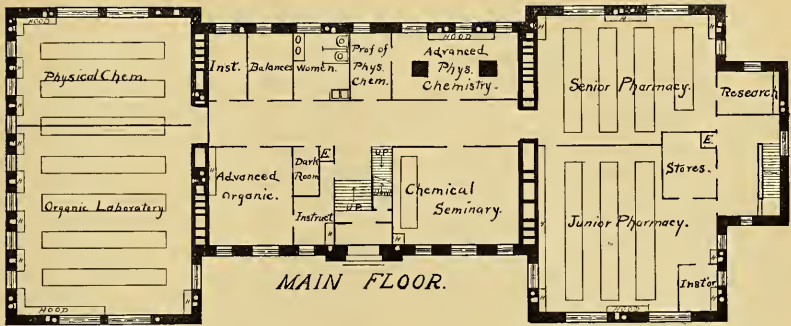 HOOD
H
H
H
HOOD
H
H
Physical Chem.
Inst.
Balances
Women.
Prof of
Phys.
Chem.
Advanced
Phys.
Chemistry.
Senior Pharmacy.
Research
E
E
UP
Advanced
Organic.
Dark
Room
Instruct
UP
Chemical
Seminary.
Stores.
Organic Laboratory
Junior Pharmacy.
Inst'or
H
H
H
H
H
H
HOOD
H
HOOD
H
MAIN FLOOR.